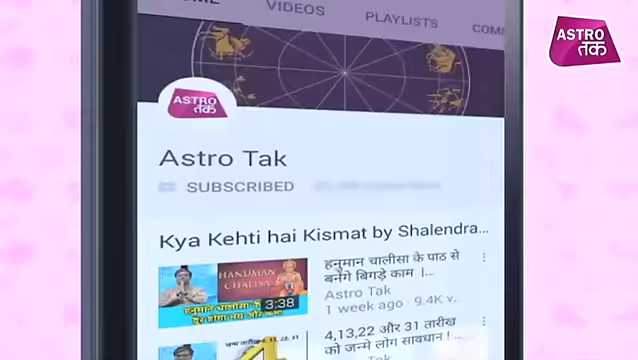 VIDEOS
PLAYLISTS
ASTRO
तक
ASTRO
तक
Astro Tak
SUBSCRIBED
Kya Kehti hai Kismat by Shalendra...
HANUMAN
CHALISA
3:38
हनुमान चालीसा के पाठ से
बनेंगे बिगड़े काम |...
Astro Tak
1 week ago · 9.4K v...
4,13,22 और 31 तारीख
को जन्मे लोग सावधान ! ...